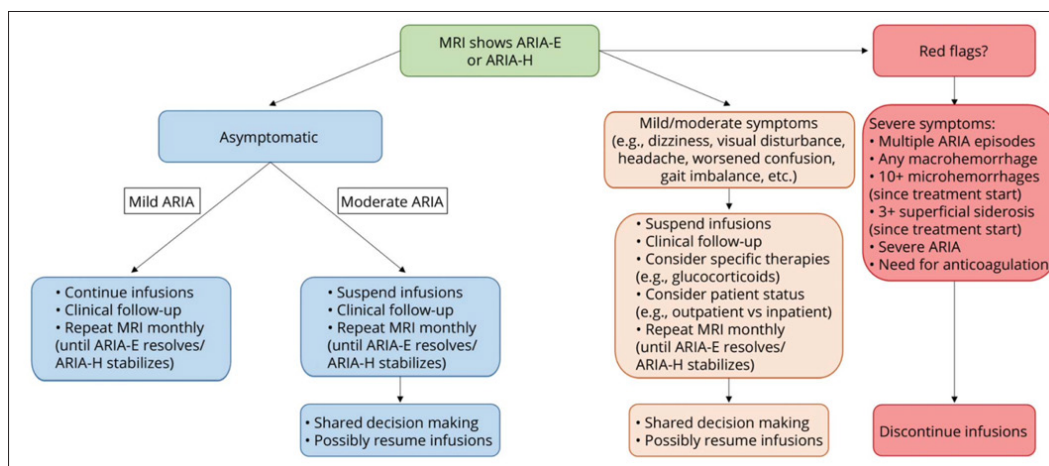 MRI shows ARIA-E
or ARIA-H
Red flags?
Asymptomatic
Mild/moderate symptoms
(e.g., dizziness, visual disturbance,
headache, worsened confusion,
gait imbalance, etc.)
Severe symptoms:
• Multiple ARIA episodes
• Any macrohemorrhage
• 10+ microhemorrhages
(since treatment start)
• 3+ superficial siderosis
(since treatment start)
• Severe ARIA
• Need for anticoagulation
Mild ARIA
Moderate ARIA
• Continue infusions
• Clinical follow-up
• Repeat MRI monthly
(until ARIA-E resolves/
ARIA-H stabilizes)
• Suspend infusions
• Clinical follow-up
• Repeat MRI monthly
(until ARIA-E resolves/
ARIA-H stabilizes)
• Suspend infusions
• Clinical follow-up
• Consider specific therapies
(e.g., glucocorticoids)
• Consider patient status
(e.g., outpatient vs inpatient)
• Repeat MRI monthly
(until ARIA-E resolves/
ARIA-H stabilizes)
• Shared decision making
• Possibly resume infusions
• Shared decision making
• Possibly resume infusions
Discontinue infusions